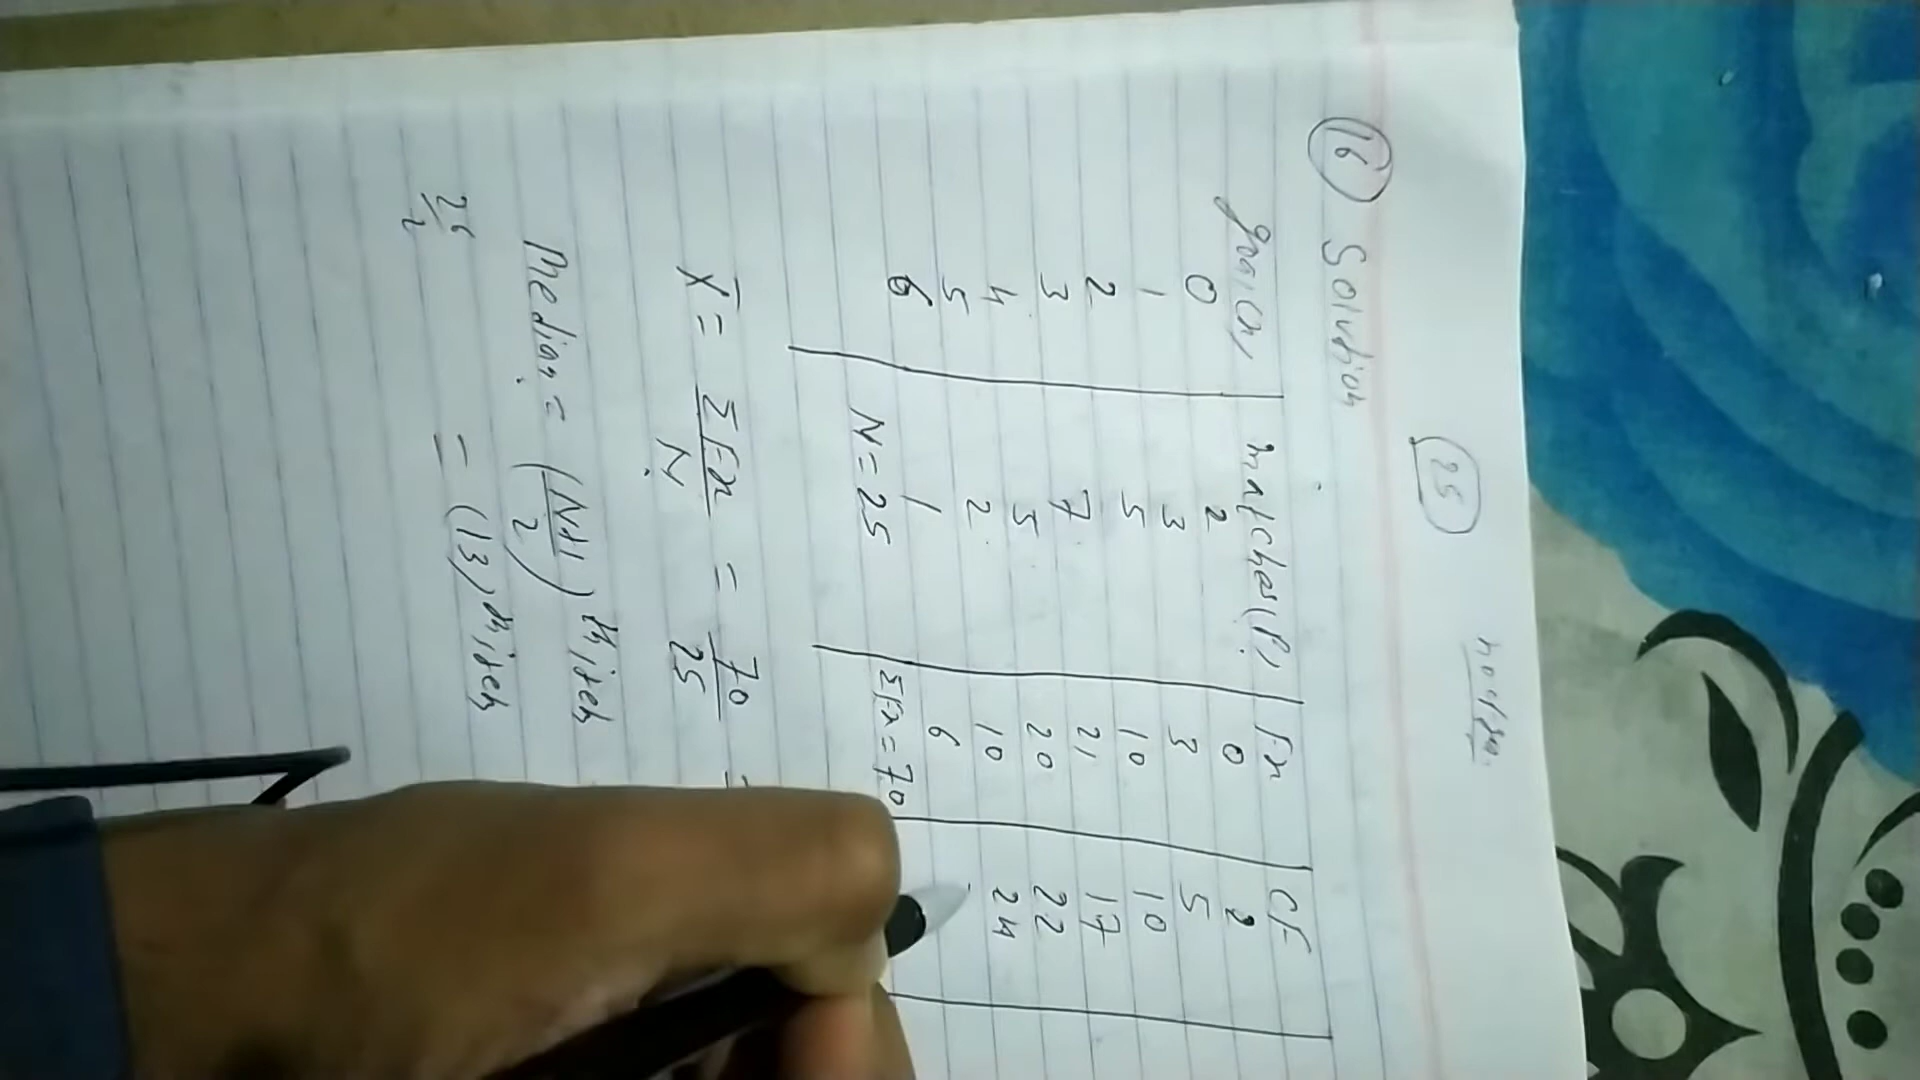 25
16 Solution
matches(f) fx CF
0 2 0 2
1 3 3 5
2 5 10 10
3 7 21 17
4 5 20 22
5 2 10 24
6 1 6
N=25 Σfx=70
X̄ = Σfx/N = 70/25 =
Median = (N+1/2)th item
26/2 = (13)th item